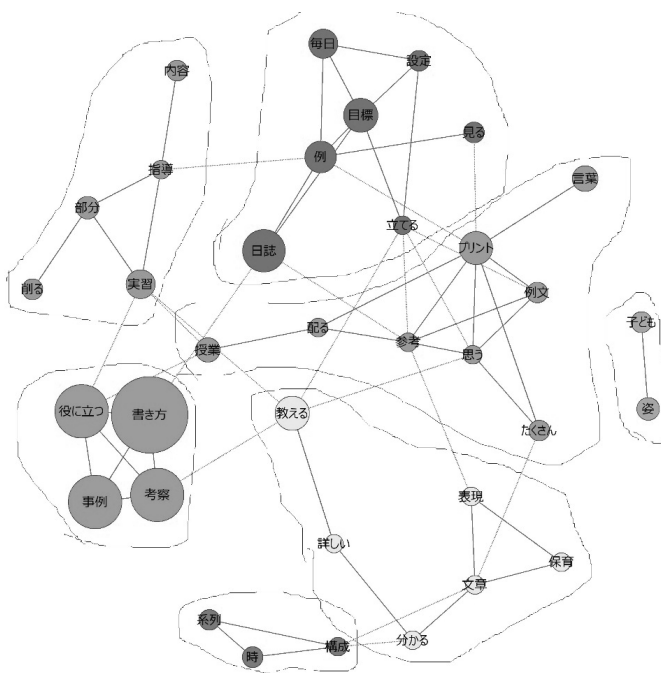 毎日
設定
内容
目標
見る
例
指導
言葉
部分
立てる
日誌
プリント
削る
実習
例文
子ども
配る
参考
授業
思う
役に立つ
書き方
教える
姿
たくさん
事例
考察
表現
詳しい
保育
文章
系列
構成
分かる
時